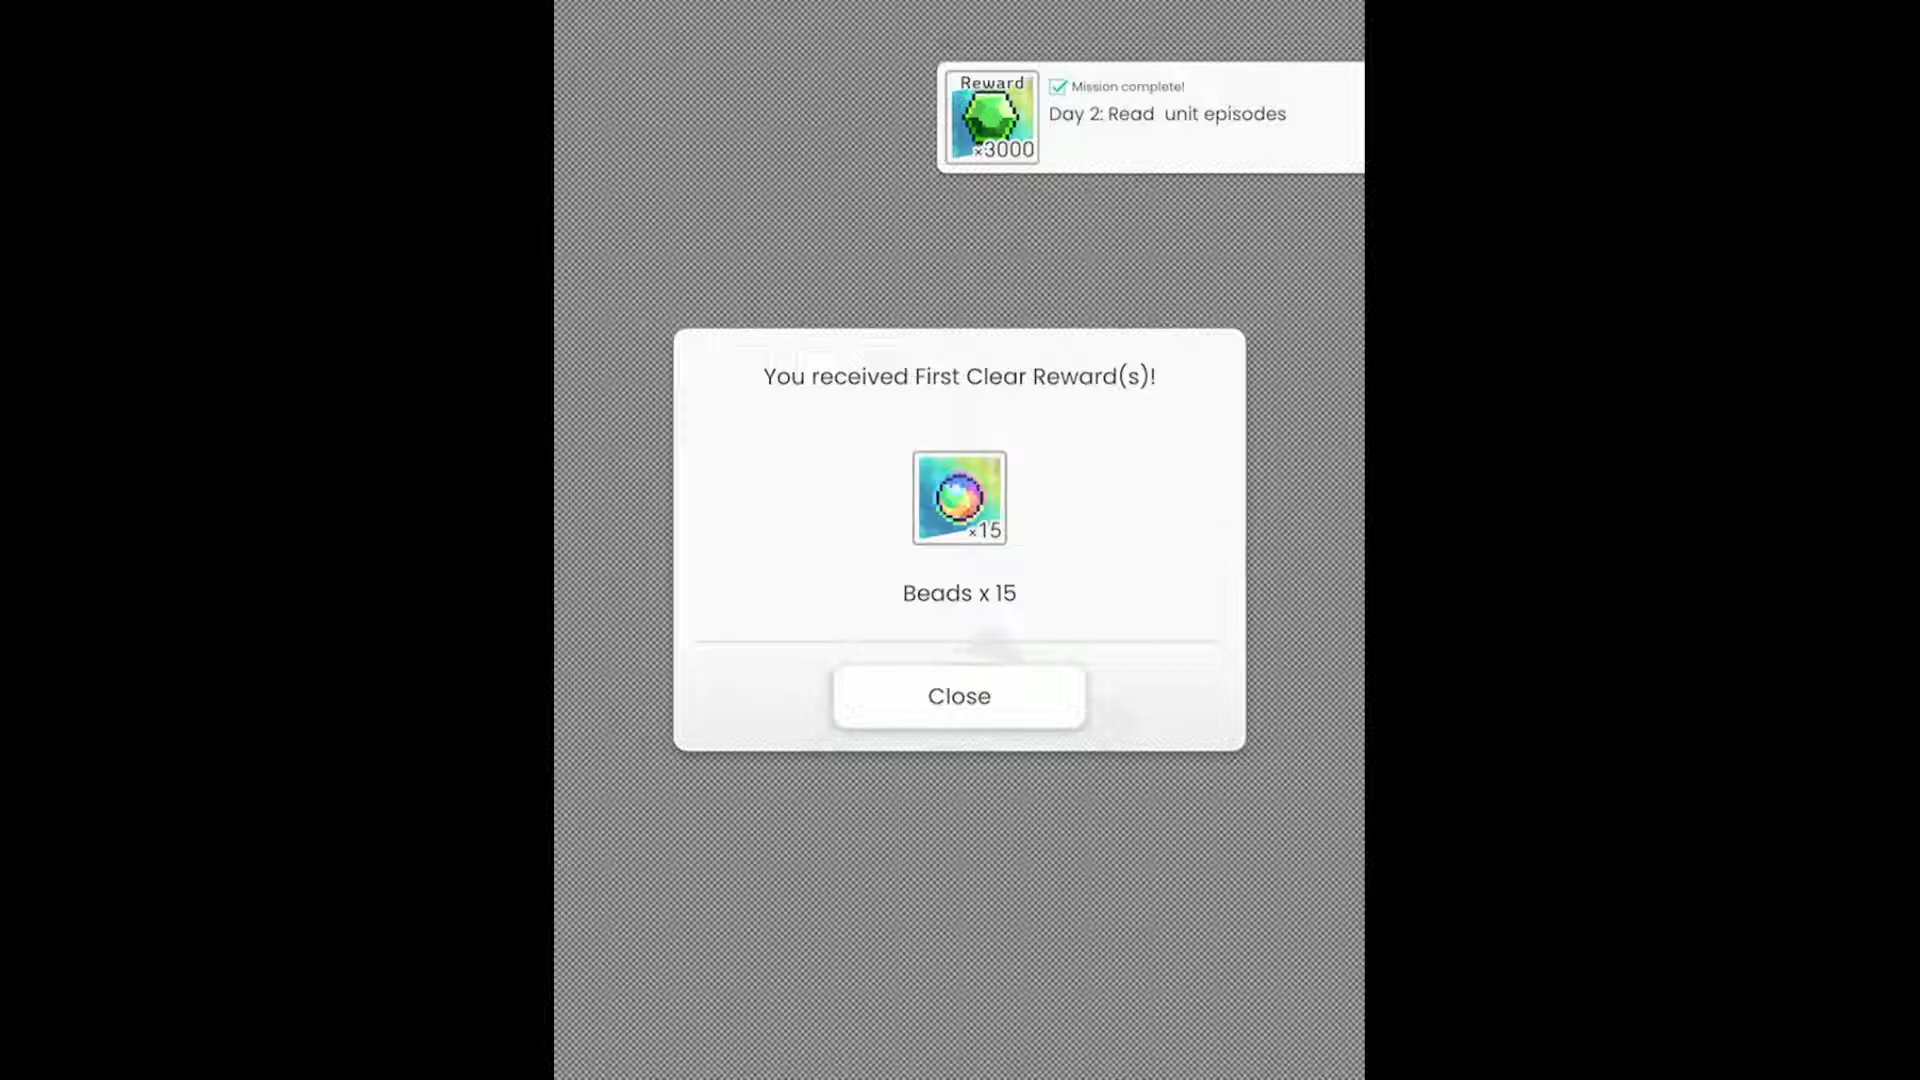 Reward
×3000
Mission complete!
Day 2: Read  unit episodes
You received First Clear Reward(s)!
×15
Beads x 15
Close